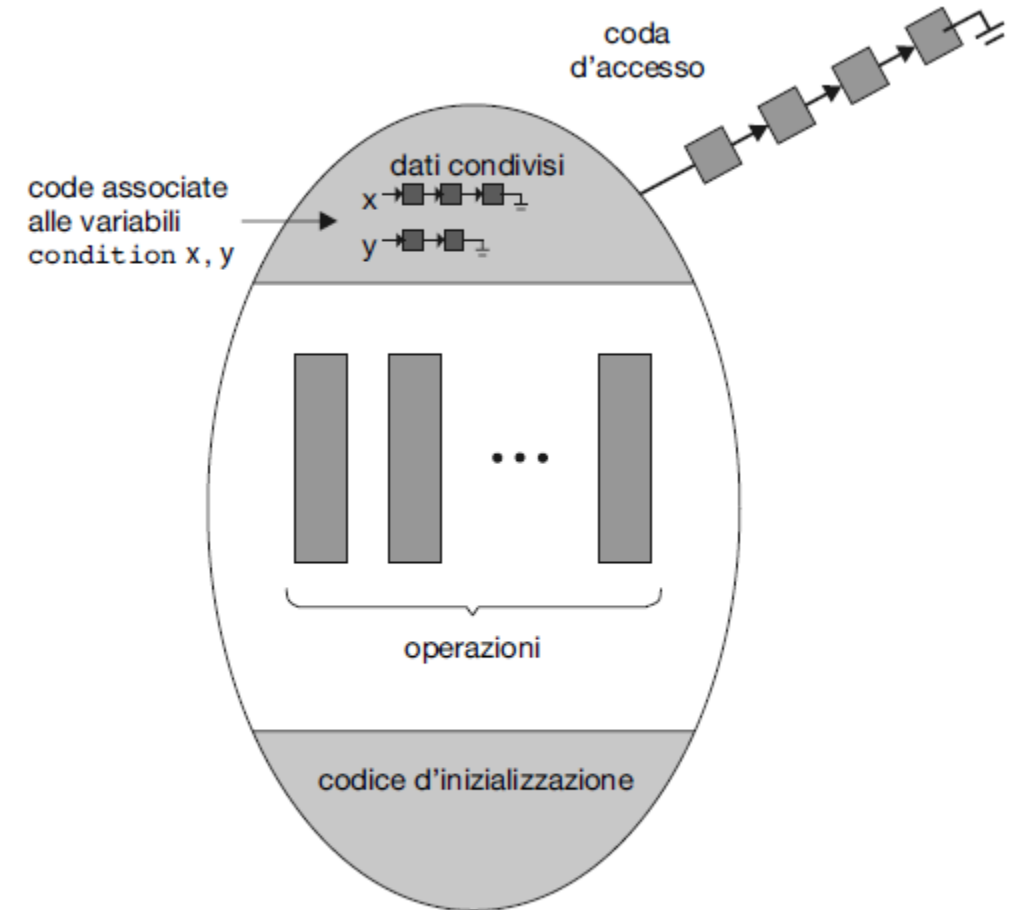 coda
d'accesso
dati condivisi
code associate
alle variabili
condition x, y
x
y
operazioni
codice d'inizializzazione